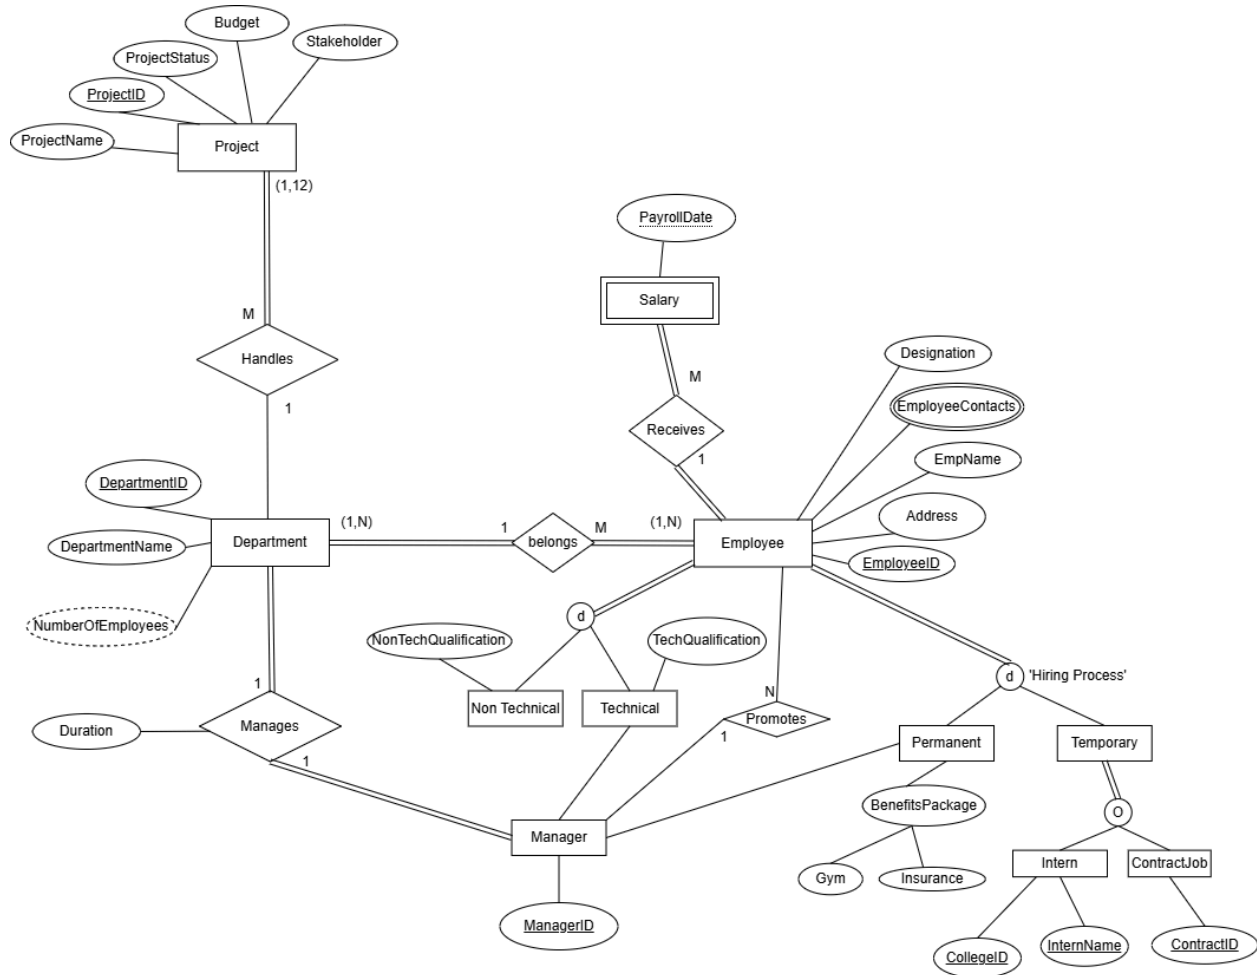 Budget
Stakeholder
ProjectStatus
ProjectID
ProjectName
Project
(1,12)
PayrollDate
Salary
M
Handles
1
Designation
M
EmployeeContacts
Receives
1
EmpName
DepartmentID
Address
(1,N)
1
M
(1,N)
Department
belongs
Employee
DepartmentName
EmployeeID
NumberOfEmployees
d
NonTechQualification
TechQualification
d
'Hiring Process'
1
N
Non Technical
Technical
Duration
Manages
Promotes
1
Permanent
Temporary
1
BenefitsPackage
O
Manager
Intern
ContractJob
Gym
Insurance
ManagerID
CollegeID
InternName
ContractID